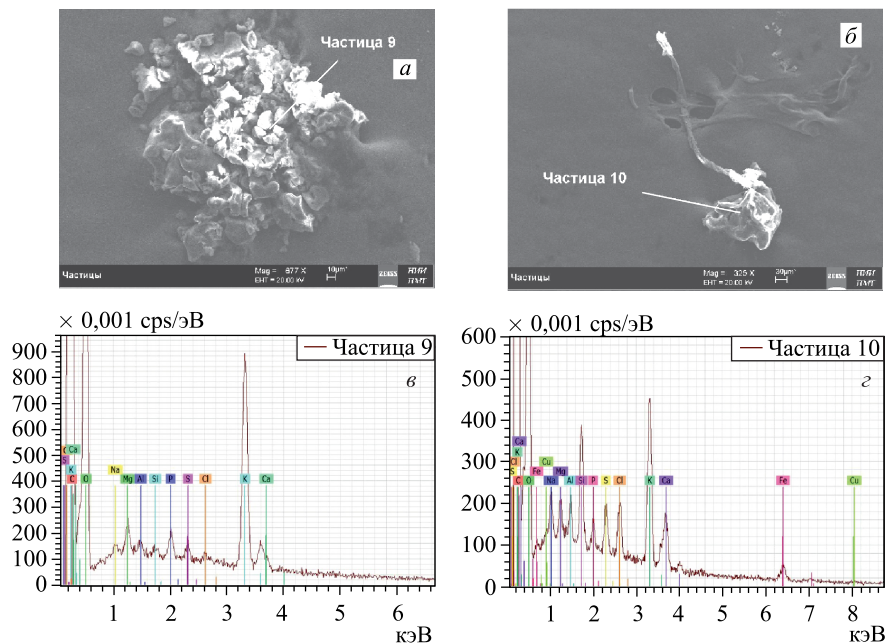 Частица 9
а
Частицы
Mag = 677 X
EHT = 20.00 kV
10µm
ZEISS
б
Частица 10
Частицы
Mag = 325 X
EHT = 20.00 kV
30µm
ZEISS
× 0,001 cps/эВ
Частица 9
в
900
800
700
600
500
400
300
200
100
0
Na
Ca
S
K
C
O
Mg
Al
Si
P
S
Cl
K
Ca
1 2 3 4 5 6
кэВ
× 0,001 cps/эВ
Частица 10
г
600
500
400
300
200
100
0
Ca
K
Cl
S
Fe
Cu
Mg
C
O
Na
Al
Si
P
S
Cl
K
Ca
Fe
Cu
1 2 3 4 5 6 7 8
кэВ